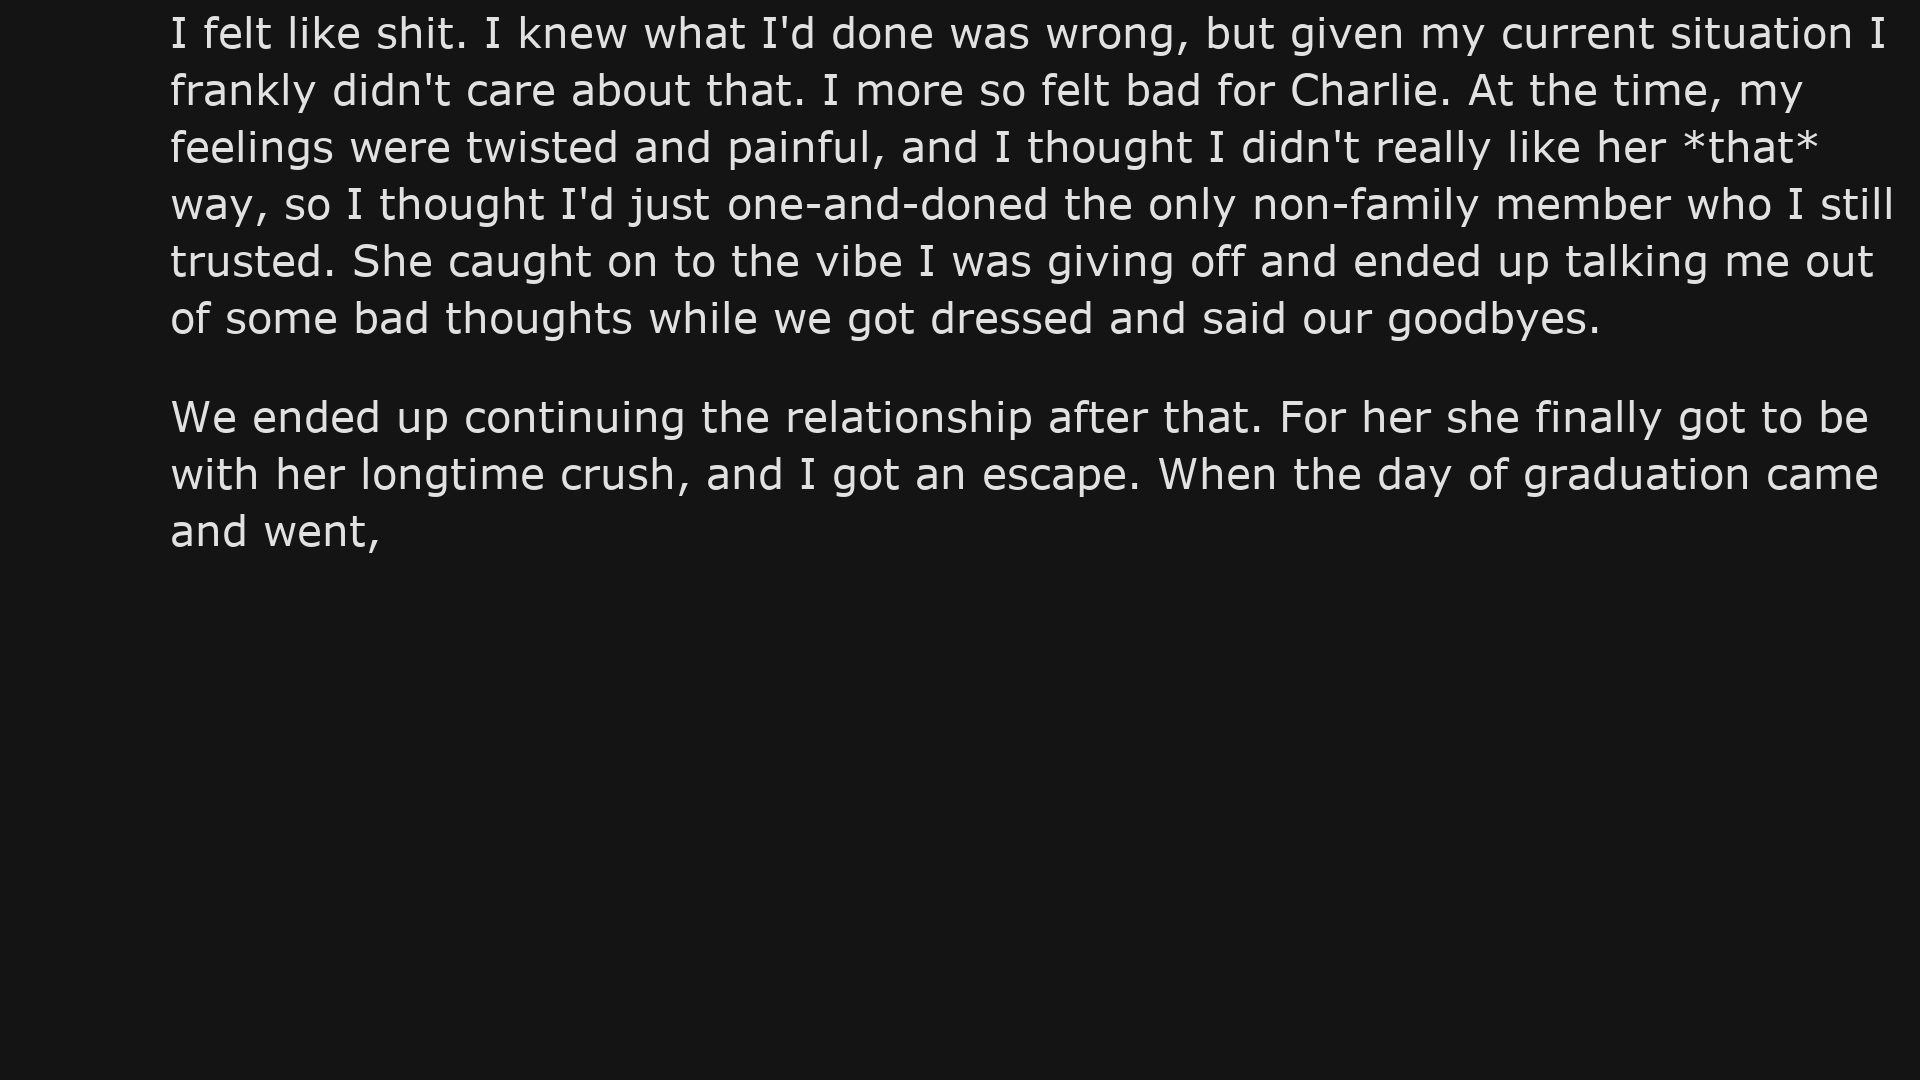 I felt like shit. I knew what I'd done was wrong, but given my current situation I
frankly didn't care about that. I more so felt bad for Charlie. At the time, my
feelings were twisted and painful, and I thought I didn't really like her *that*
way, so I thought I'd just one-and-doned the only non-family member who I still
trusted. She caught on to the vibe I was giving off and ended up talking me out
of some bad thoughts while we got dressed and said our goodbyes.
We ended up continuing the relationship after that. For her she finally got to be
with her longtime crush, and I got an escape. When the day of graduation came
and went,